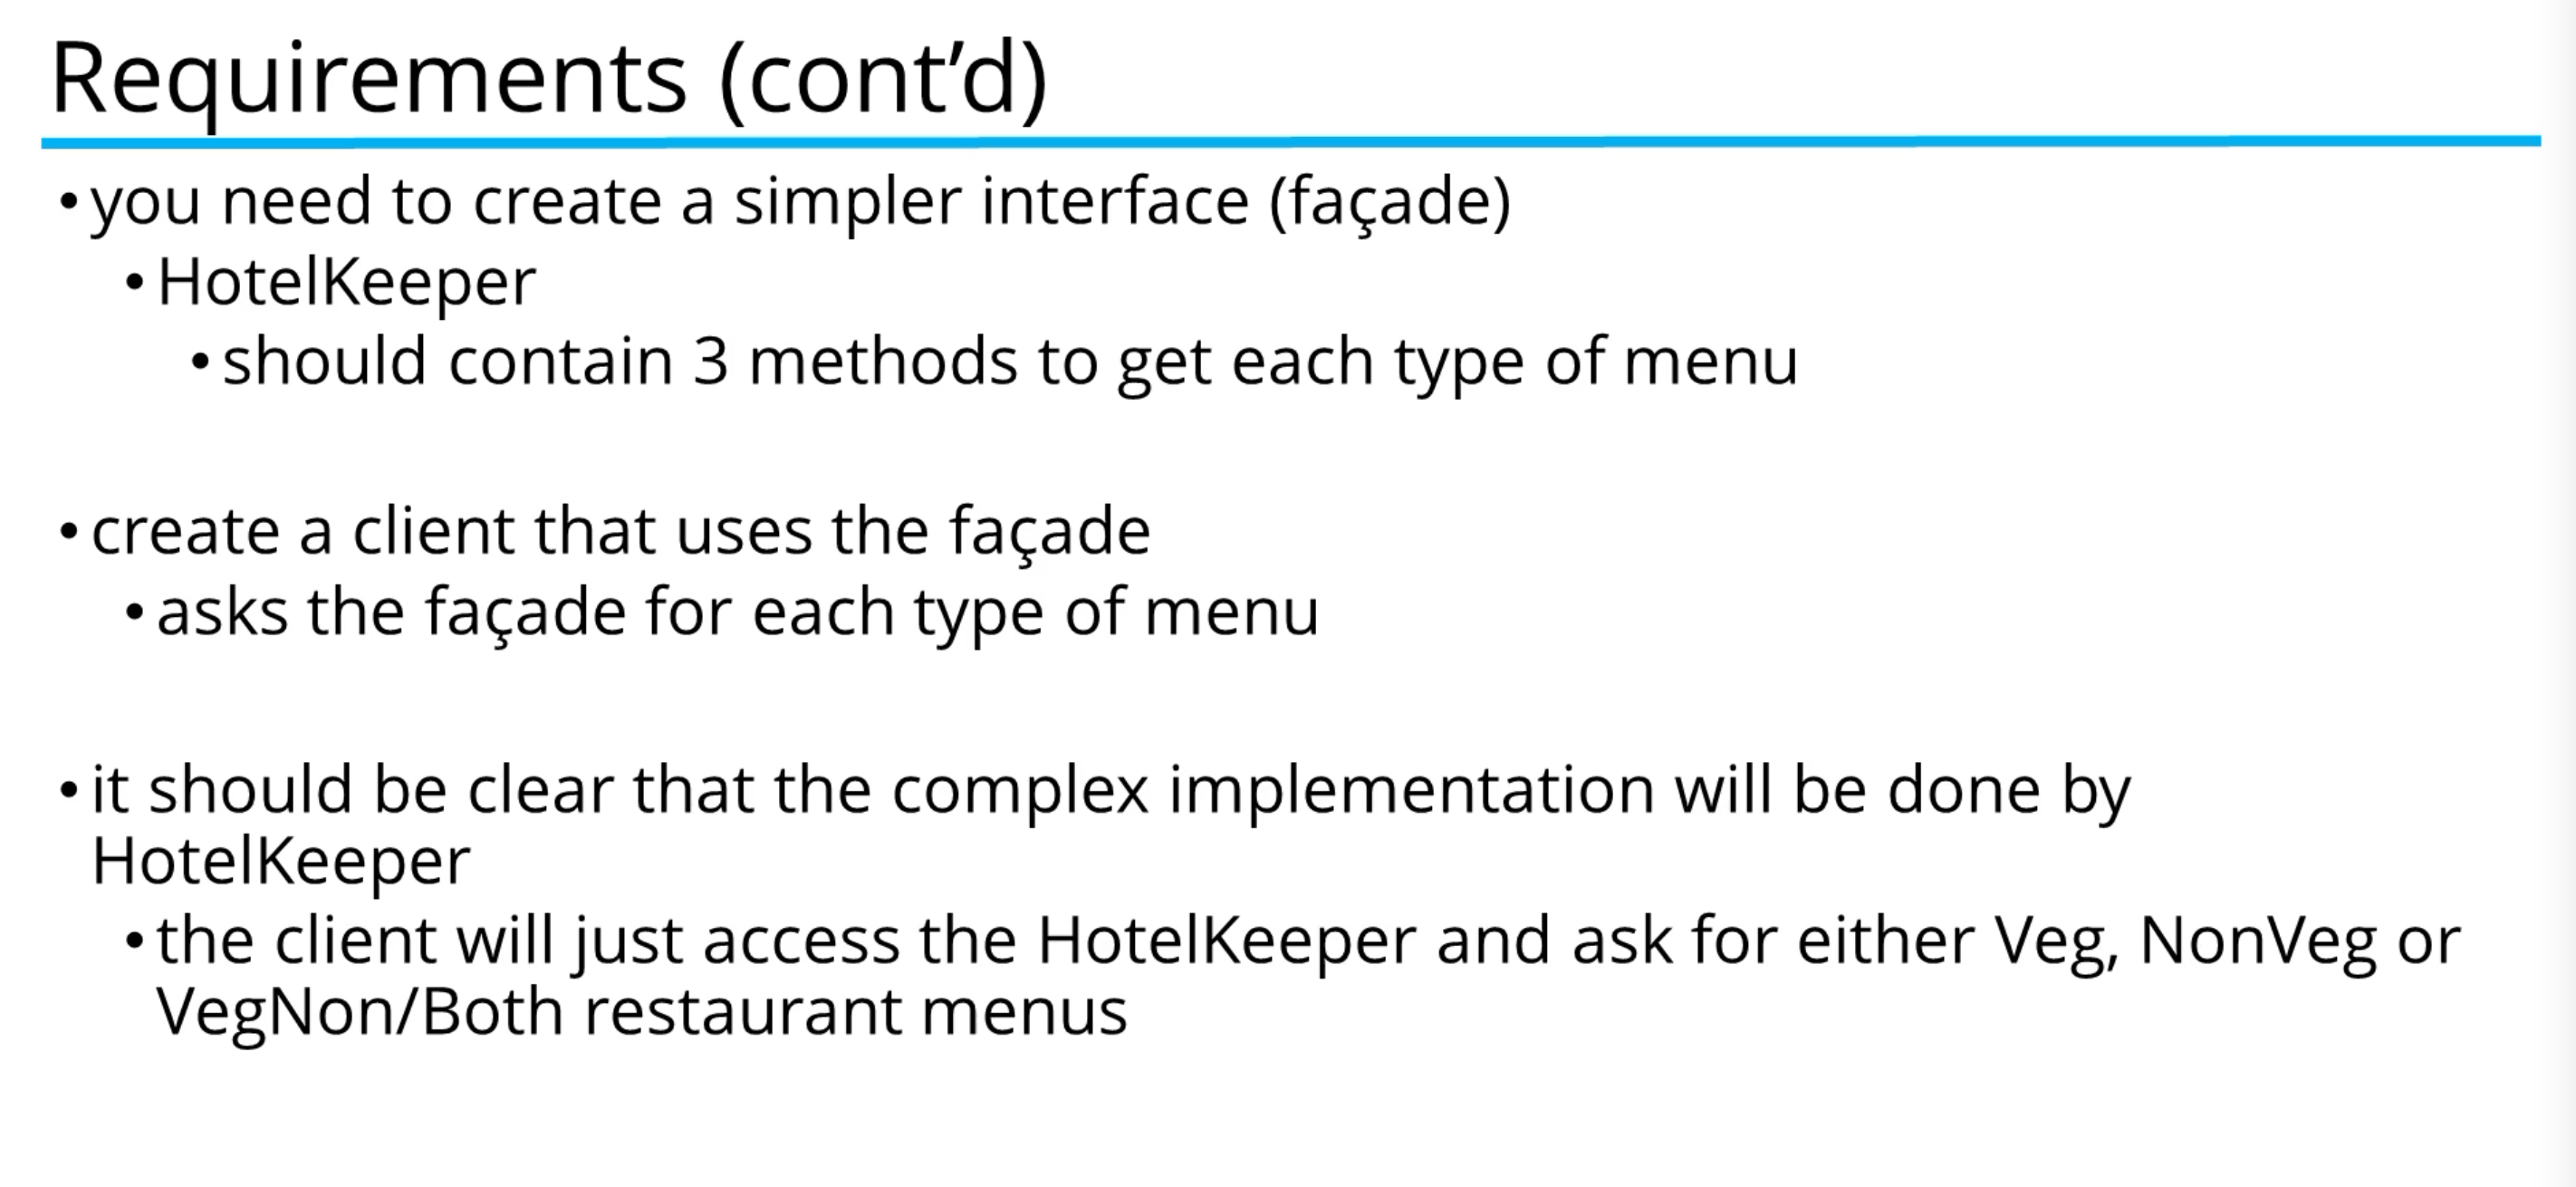 Requirements (cont’d)
• you need to create a simpler interface (façade)
• HotelKeeper
• should contain 3 methods to get each type of menu
• create a client that uses the façade
• asks the façade for each type of menu
• it should be clear that the complex implementation will be done by
HotelKeeper
• the client will just access the HotelKeeper and ask for either Veg, NonVeg or
VegNon/Both restaurant menus